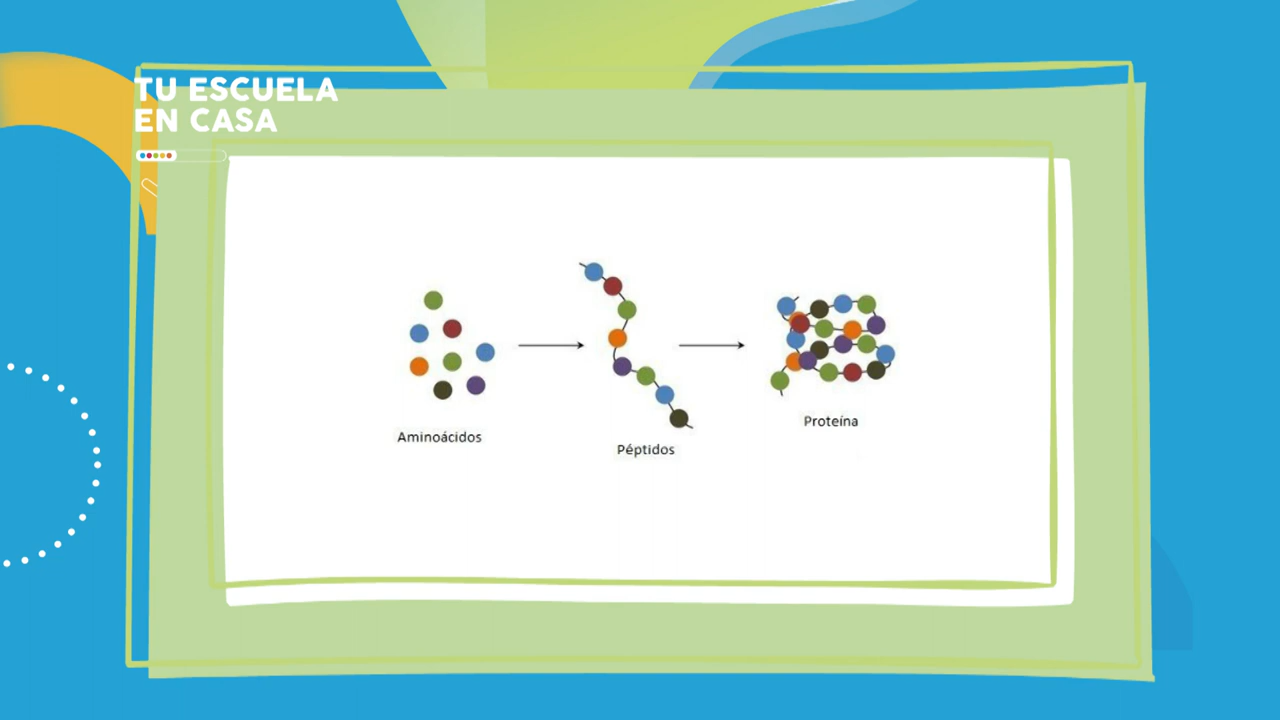 TU ESCUELA
EN CASA
Aminoácidos
Péptidos
Proteína